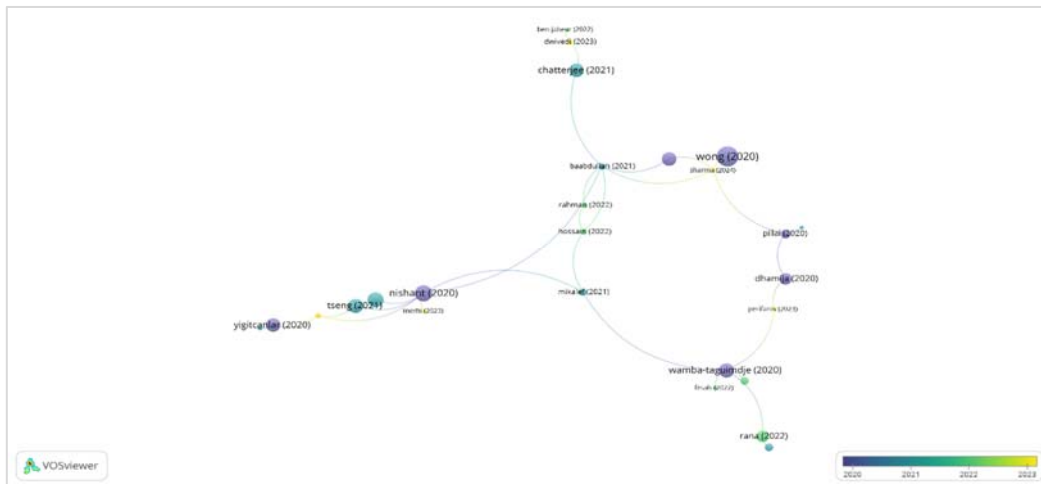 ben jabeur (2022)
dwivedi (2023)
chatterjee (2021)
wong (2020)
baabdullah (2021)
sharma (2024)
rahman (2022)
hossain (2022)
pillai (2020)
dhamija (2020)
nishant (2020)
mikalef (2021)
tseng (2021)
perifanis (2023)
yigitcanlar (2020)
wamba-taguimdje (2020)
rana (2022)
VOSviewer
2020 2021 2022 2023